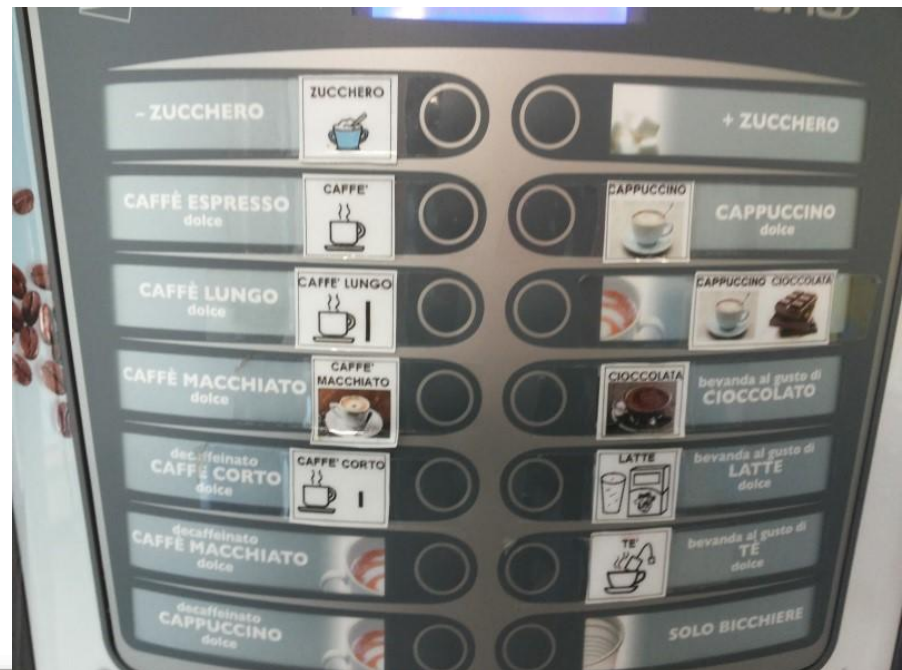 - ZUCCHERO
ZUCCHERO
+ ZUCCHERO
CAFFÈ ESPRESSO
dolce
CAFFE'
CAPPUCCINO
CAPPUCCINO
dolce
CAFFÈ LUNGO
dolce
CAFFE' LUNGO
CAPPUCCINO CIOCCOLATA
CAFFÈ MACCHIATO
dolce
CAFFE'
MACCHIATO
CIOCCOLATA
bevanda al gusto di
CIOCCOLATO
decaffeinato
CAFFÈ CORTO
dolce
CAFFE' CORTO
LATTE
bevanda al gusto di
LATTE
dolce
decaffeinato
CAFFÈ MACCHIATO
dolce
TE'
bevanda al gusto di
TÈ
dolce
decaffeinato
CAPPUCCINO
dolce
SOLO BICCHIERE